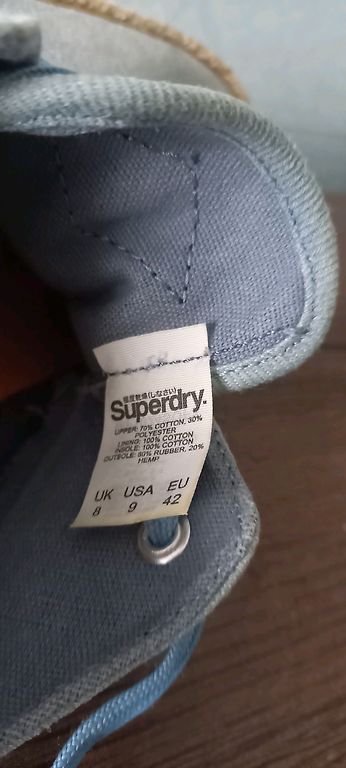 極度乾燥(しなさい)
Superdry.
UPPER: 70% COTTON, 30%
POLYESTER
LINING: 100% COTTON
INSOLE: 100% COTTON
OUTSOLE: 80% RUBBER, 20%
HEMP
UK USA EU
8 9 42